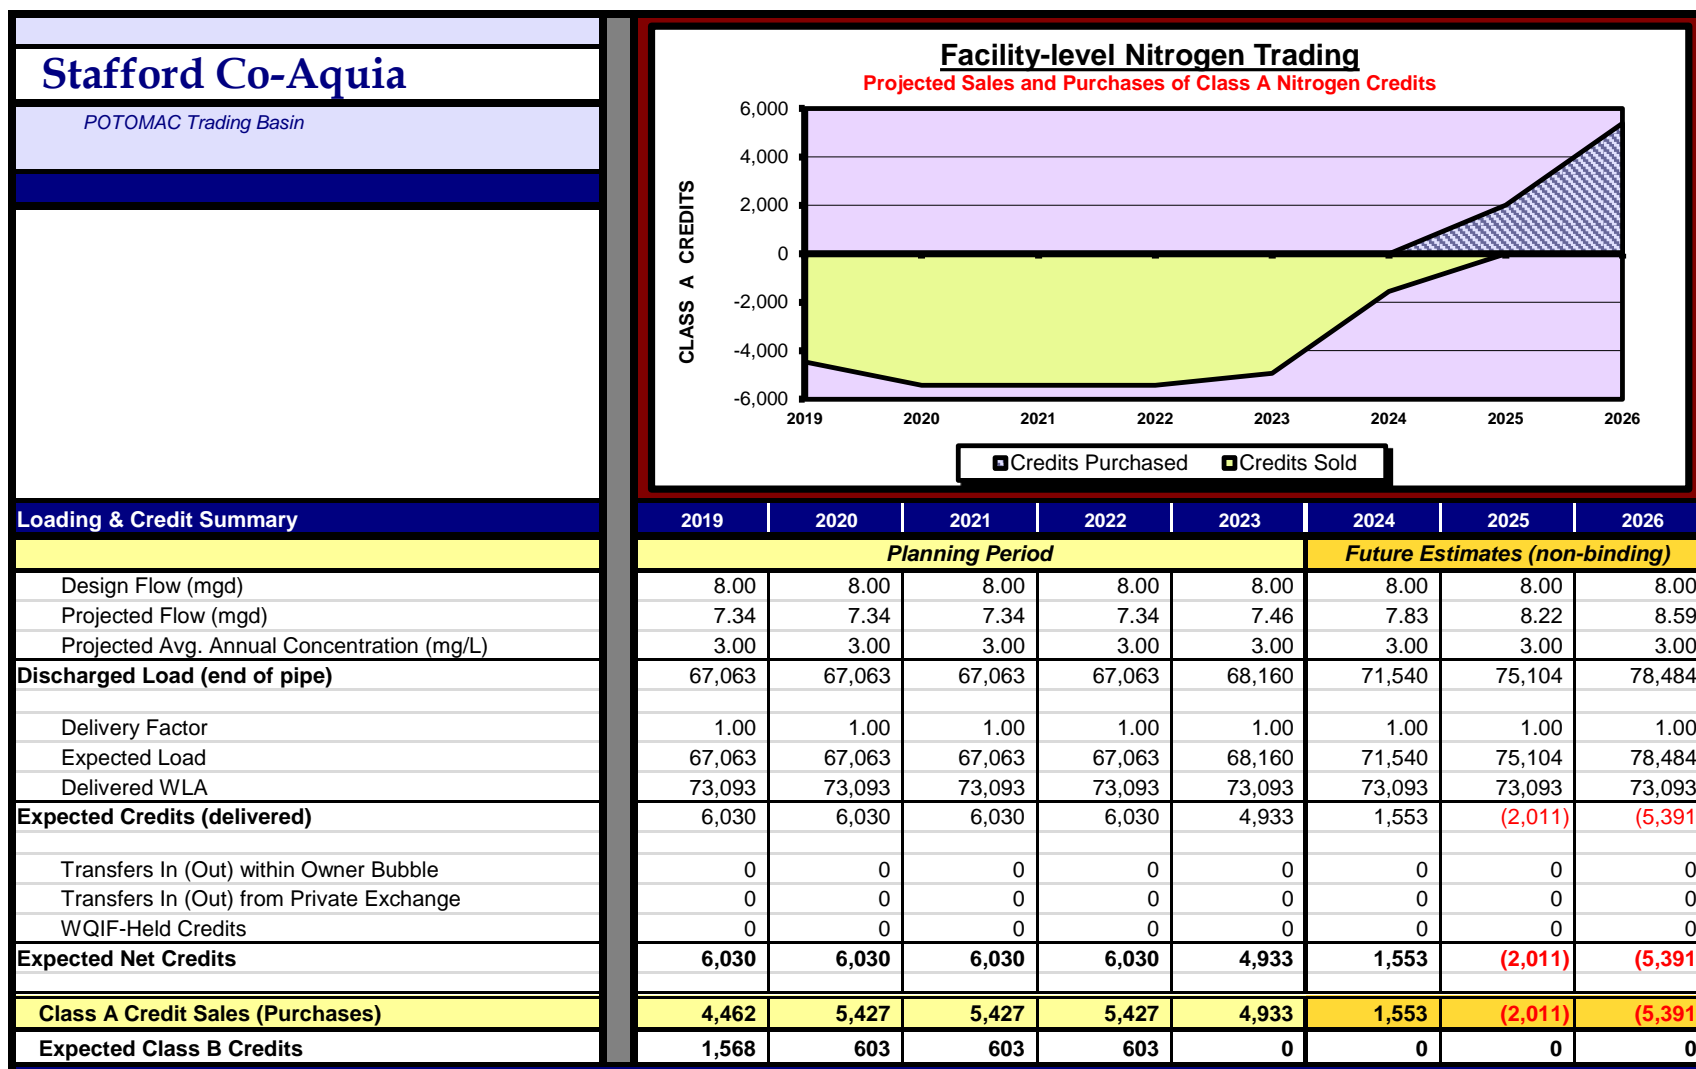 Stafford Co-Aquia
POTOMAC Trading Basin
Facility-level Nitrogen Trading
Projected Sales and Purchases of Class A Nitrogen Credits
CLASS A CREDITS
6,000
4,000
2,000
0
-2,000
-4,000
-6,000
2019 2020 2021 2022 2023 2024 2025 2026
Credits Purchased Credits Sold
Loading & Credit Summary 2019 2020 2021 2022 2023 2024 2025 2026
Planning Period Future Estimates (non-binding)
Design Flow (mgd) 8.00 8.00 8.00 8.00 8.00 8.00 8.00 8.00
Projected Flow (mgd) 7.34 7.34 7.34 7.34 7.46 7.83 8.22 8.59
Projected Avg. Annual Concentration (mg/L) 3.00 3.00 3.00 3.00 3.00 3.00 3.00 3.00
Discharged Load (end of pipe) 67,063 67,063 67,063 67,063 68,160 71,540 75,104 78,484
Delivery Factor 1.00 1.00 1.00 1.00 1.00 1.00 1.00 1.00
Expected Load 67,063 67,063 67,063 67,063 68,160 71,540 75,104 78,484
Delivered WLA 73,093 73,093 73,093 73,093 73,093 73,093 73,093 73,093
Expected Credits (delivered) 6,030 6,030 6,030 6,030 4,933 1,553 (2,011) (5,391
Transfers In (Out) within Owner Bubble 0 0 0 0 0 0 0 0
Transfers In (Out) from Private Exchange 0 0 0 0 0 0 0 0
WQIF-Held Credits 0 0 0 0 0 0 0 0
Expected Net Credits 6,030 6,030 6,030 6,030 4,933 1,553 (2,011) (5,391
Class A Credit Sales (Purchases) 4,462 5,427 5,427 5,427 4,933 1,553 (2,011) (5,391
Expected Class B Credits 1,568 603 603 603 0 0 0 0